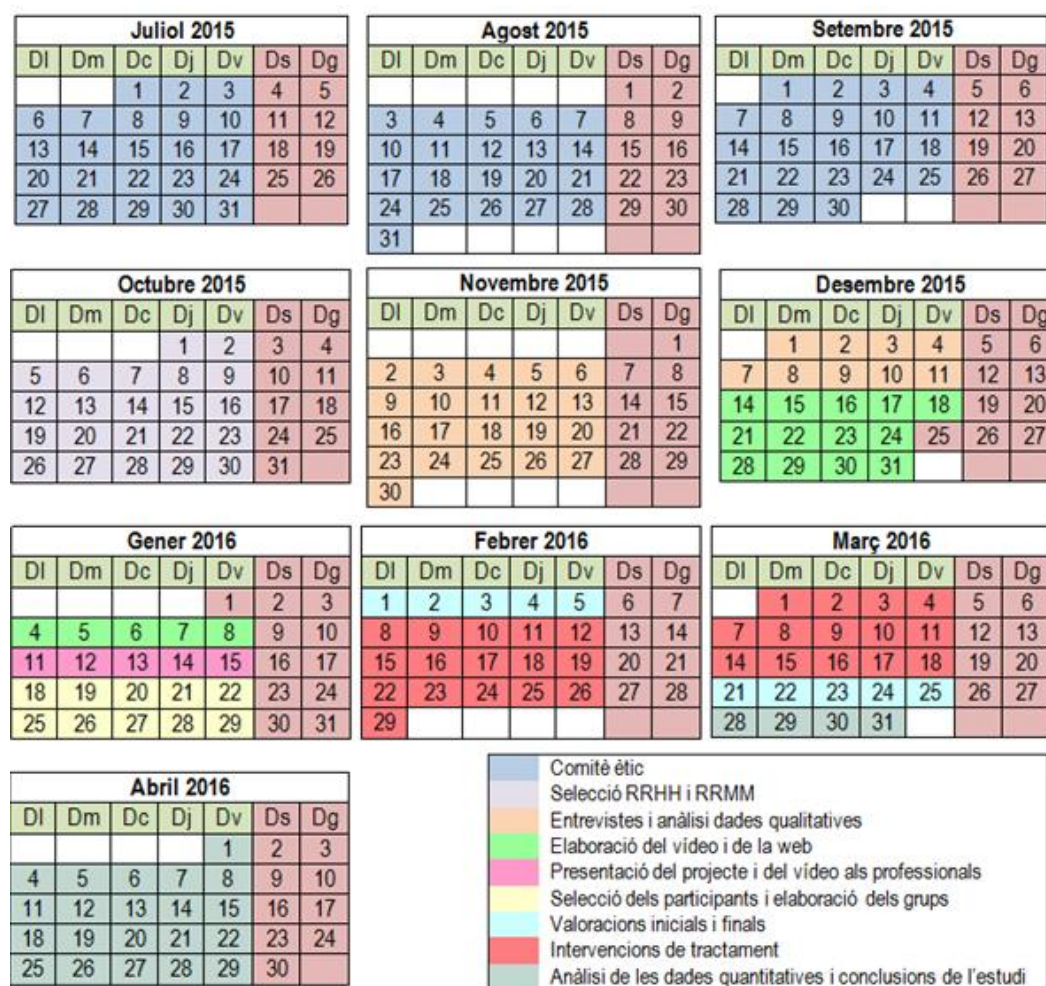 Juliol 2015
Dl Dm Dc Dj Dv Ds Dg
1 2 3 4 5
6 7 8 9 10 11 12
13 14 15 16 17 18 19
20 21 22 23 24 25 26
27 28 29 30 31
Agost 2015
Dl Dm Dc Dj Dv Ds Dg
1 2
3 4 5 6 7 8 9
10 11 12 13 14 15 16
17 18 19 20 21 22 23
24 25 26 27 28 29 30
31
Setembre 2015
Dl Dm Dc Dj Dv Ds Dg
1 2 3 4 5 6
7 8 9 10 11 12 13
14 15 16 17 18 19 20
21 22 23 24 25 26 27
28 29 30
Octubre 2015
Dl Dm Dc Dj Dv Ds Dg
1 2 3 4
5 6 7 8 9 10 11
12 13 14 15 16 17 18
19 20 21 22 23 24 25
26 27 28 29 30 31
Novembre 2015
Dl Dm Dc Dj Dv Ds Dg
1
2 3 4 5 6 7 8
9 10 11 12 13 14 15
16 17 18 19 20 21 22
23 24 25 26 27 28 29
30
Desembre 2015
Dl Dm Dc Dj Dv Ds Dg
1 2 3 4 5 6
7 8 9 10 11 12 13
14 15 16 17 18 19 20
21 22 23 24 25 26 27
28 29 30 31
Gener 2016
Dl Dm Dc Dj Dv Ds Dg
1 2 3
4 5 6 7 8 9 10
11 12 13 14 15 16 17
18 19 20 21 22 23 24
25 26 27 28 29 30 31
Febrer 2016
Dl Dm Dc Dj Dv Ds Dg
1 2 3 4 5 6 7
8 9 10 11 12 13 14
15 16 17 18 19 20 21
22 23 24 25 26 27 28
29
Març 2016
Dl Dm Dc Dj Dv Ds Dg
1 2 3 4 5 6
7 8 9 10 11 12 13
14 15 16 17 18 19 20
21 22 23 24 25 26 27
28 29 30 31
Abril 2016
Dl Dm Dc Dj Dv Ds Dg
1 2 3
4 5 6 7 8 9 10
11 12 13 14 15 16 17
18 19 20 21 22 23 24
25 26 27 28 29 30
Comitè ètic
Selecció RRHH i RRMM
Entrevistes i anàlisi dades qualitatives
Elaboració del vídeo i de la web
Presentació del projecte i del vídeo als professionals
Selecció dels participants i elaboració dels grups
Valoracions inicials i finals
Intervencions de tractament
Anàlisi de les dades quantitatives i conclusions de l'estudi